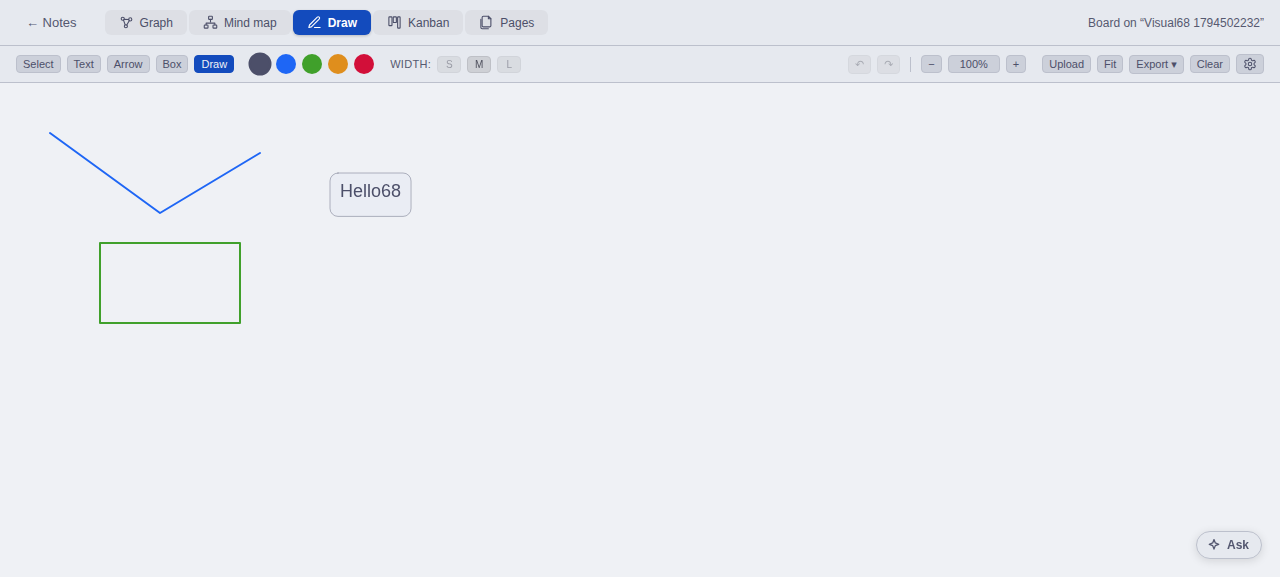 ← Notes
Graph
Mind map
Draw
Kanban
Pages
Board on “Visual68 1794502232”
Select
Text
Arrow
Box
Draw
WIDTH:
S
M
L
↶
↷
−
100%
+
Upload
Fit
Export ▾
Clear
Hello68
Ask